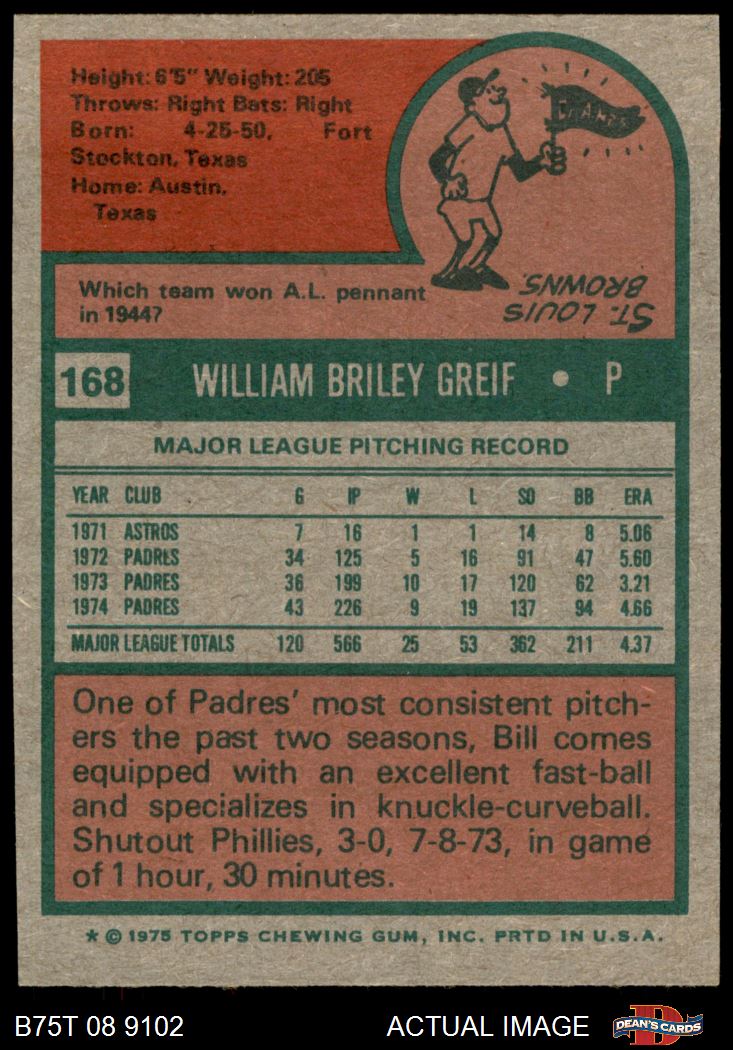 Height: 6'5" Weight: 205
Throws: Right Bats: Right
Born: 4-25-50, Fort
Stockton, Texas
Home: Austin,
Texas
CHAMPS
Which team won A.L. pennant
in 1944?
ST. LOUIS
BROWNS.
168 WILLIAM BRILEY GREIF • P
MAJOR LEAGUE PITCHING RECORD
YEAR CLUB G IP W L SO BB ERA
1971 ASTROS 7 16 1 1 14 8 5.06
1972 PADRES 34 125 5 16 91 47 5.60
1973 PADRES 36 199 10 17 120 62 3.21
1974 PADRES 43 226 9 19 137 94 4.66
MAJOR LEAGUE TOTALS 120 566 25 53 362 211 4.37
One of Padres' most consistent pitch-
ers the past two seasons, Bill comes
equipped with an excellent fast-ball
and specializes in knuckle-curveball.
Shutout Phillies, 3-0, 7-8-73, in game
of 1 hour, 30 minutes.
* © 1975 TOPPS CHEWING GUM, INC. PRTD IN U.S.A.
B75T 08 9102 ACTUAL IMAGE D DEAN'S CARDS